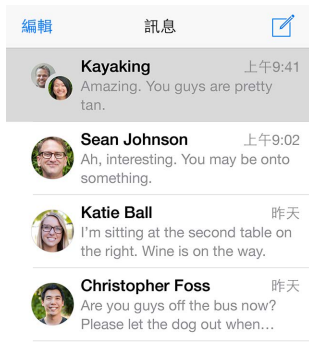 編輯 訊息
Kayaking 上午9:41
Amazing. You guys are pretty
tan.
Sean Johnson 上午9:02
Ah, interesting. You may be onto
something.
Katie Ball 昨天
I'm sitting at the second table on
the right. Wine is on the way.
Christopher Foss 昨天
Are you guys off the bus now?
Please let the dog out when…